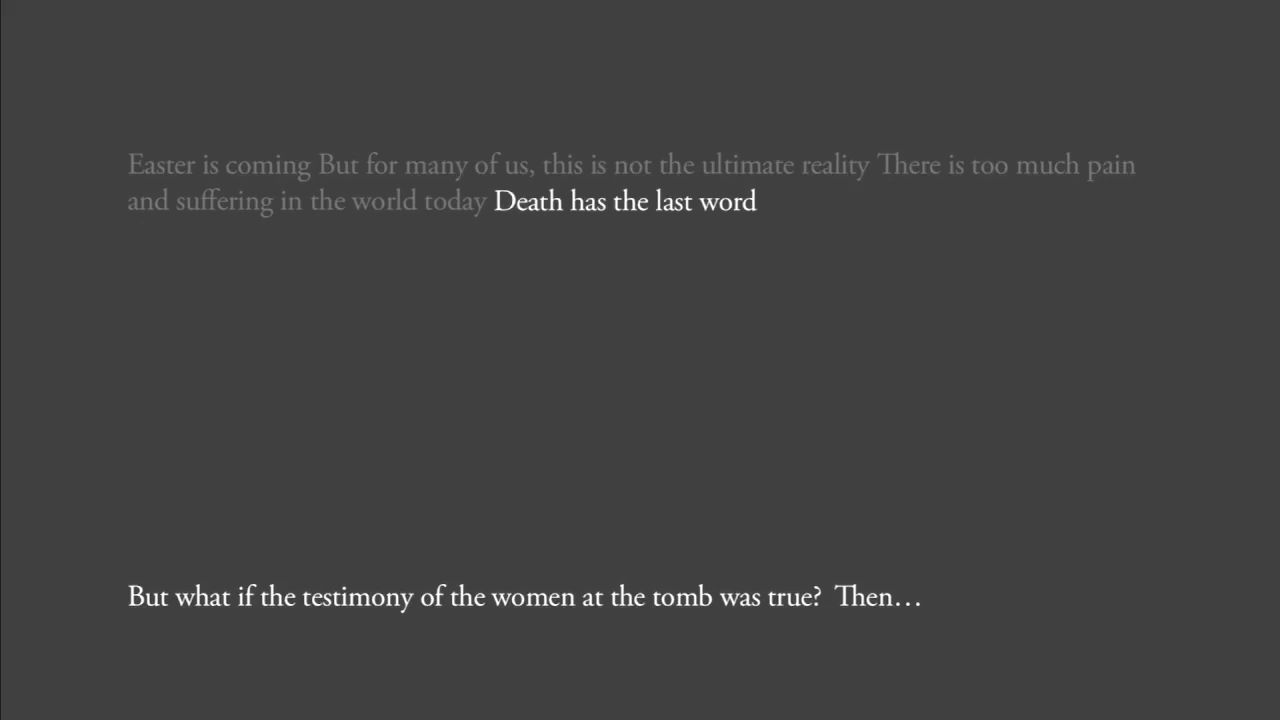 Easter is coming But for many of us, this is not the ultimate reality There is too much pain
and suffering in the world today Death has the last word
But what if the testimony of the women at the tomb was true?  Then…